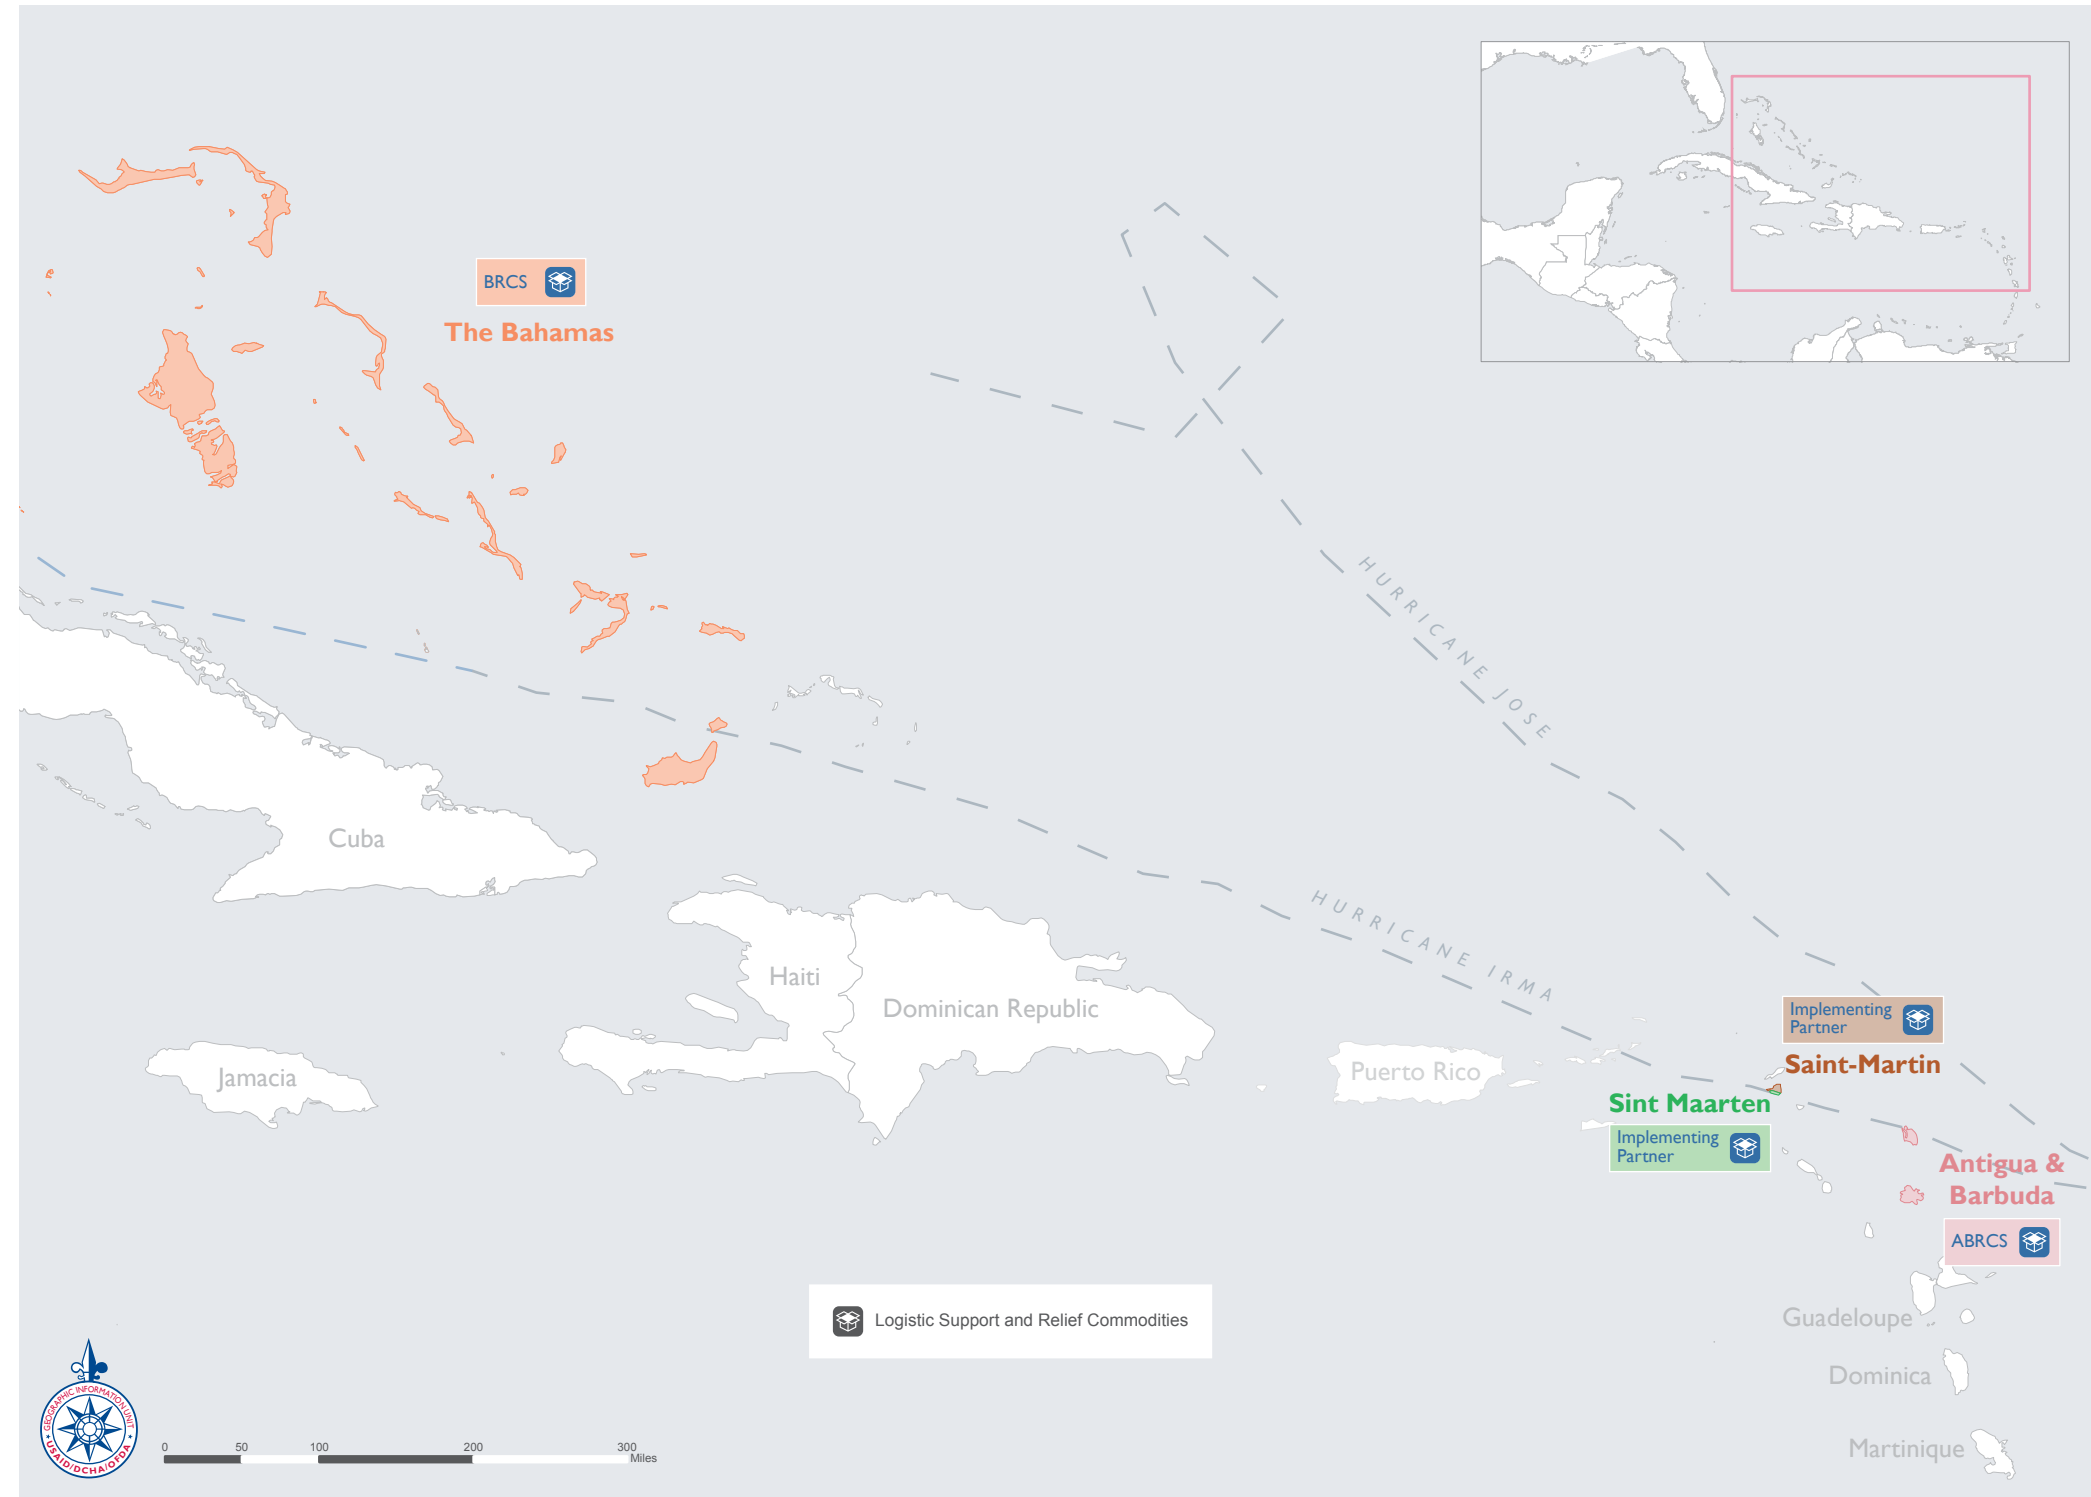 BRCS
The Bahamas
HURRICANE JOSE
HURRICANE IRMA
Cuba
Haiti
Dominican Republic
Jamacia
Puerto Rico
Implementing
Partner
Saint-Martin
Sint Maarten
Implementing
Partner
Antigua &
Barbuda
ABRCS
Guadeloupe
Dominica
Martinique
Logistic Support and Relief Commodities
GEOGRAPHIC INFORMATION UNIT
USAID/DCHA/OFDA
0 50 100 200 300
Miles